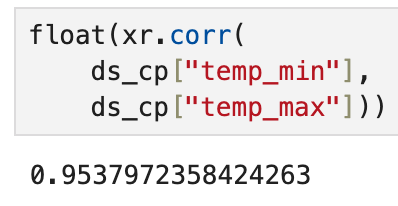 float(xr.corr(
    ds_cp["temp_min"],
    ds_cp["temp_max"]))
0.9537972358424263